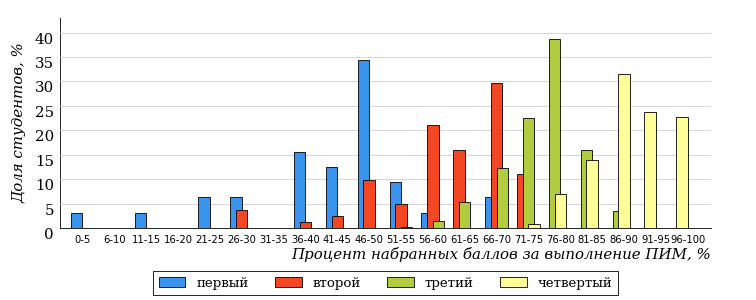 Доля студентов, %
40
35
30
25
20
15
10
5
0
0-5 6-10 11-15 16-20 21-25 26-30 31-35 36-40 41-45 46-50 51-55 56-60 61-65 66-70 71-75 76-80 81-85 86-90 91-95 96-100
Процент набранных баллов за выполнение ПИМ, %
первый второй третий четвертый